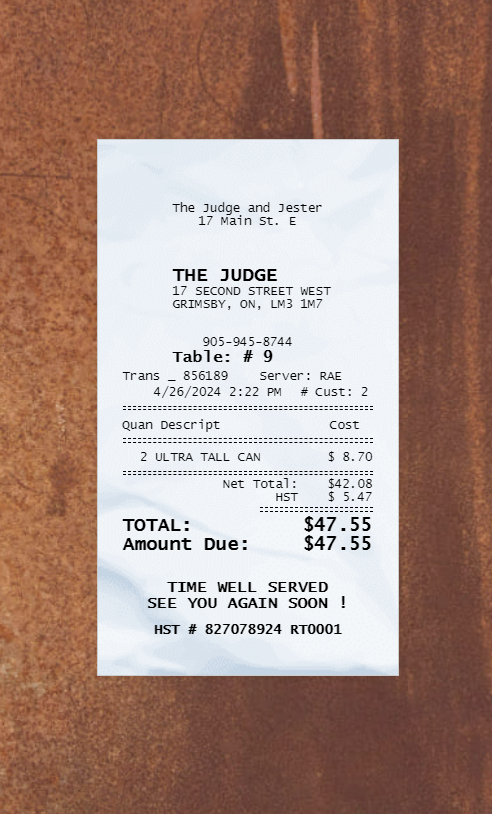 The Judge and Jester
17 Main St. E
THE JUDGE
17 SECOND STREET WEST
GRIMSBY, ON, LM3 1M7
905-945-8744
Table: # 9
Trans _ 856189 Server: RAE
4/26/2024 2:22 PM # Cust: 2
Quan Descript Cost
2 ULTRA TALL CAN $ 8.70
Net Total: $42.08
HST $ 5.47
TOTAL: $47.55
Amount Due: $47.55
TIME WELL SERVED
SEE YOU AGAIN SOON !
HST # 827078924 RT0001